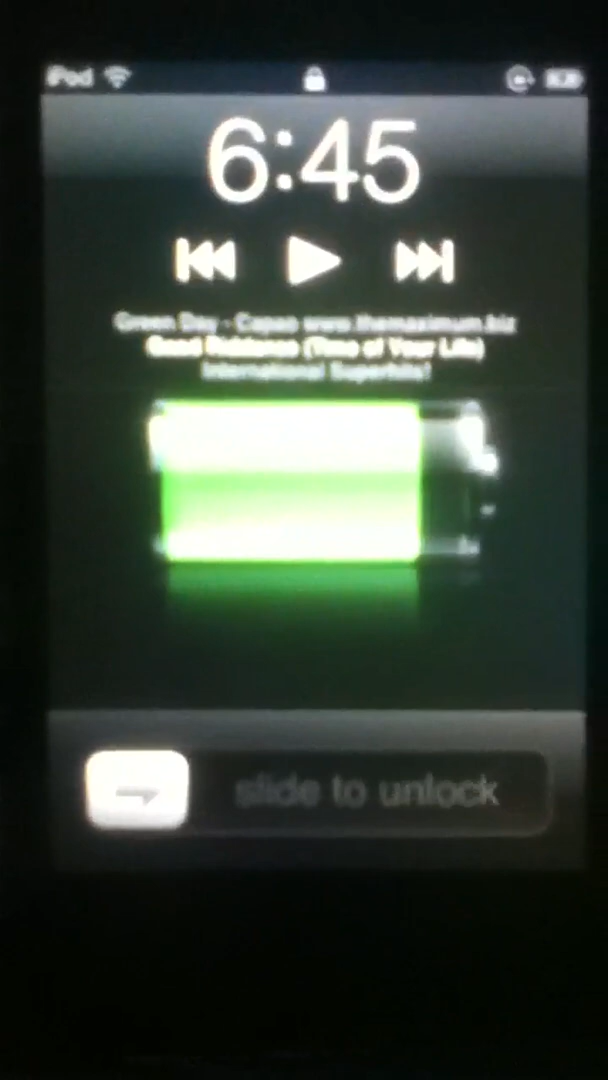 iPod
6:45
Green Day - Capao www.themaximum.biz
Good Riddance (Time of Your Life)
International Superhits!
slide to unlock